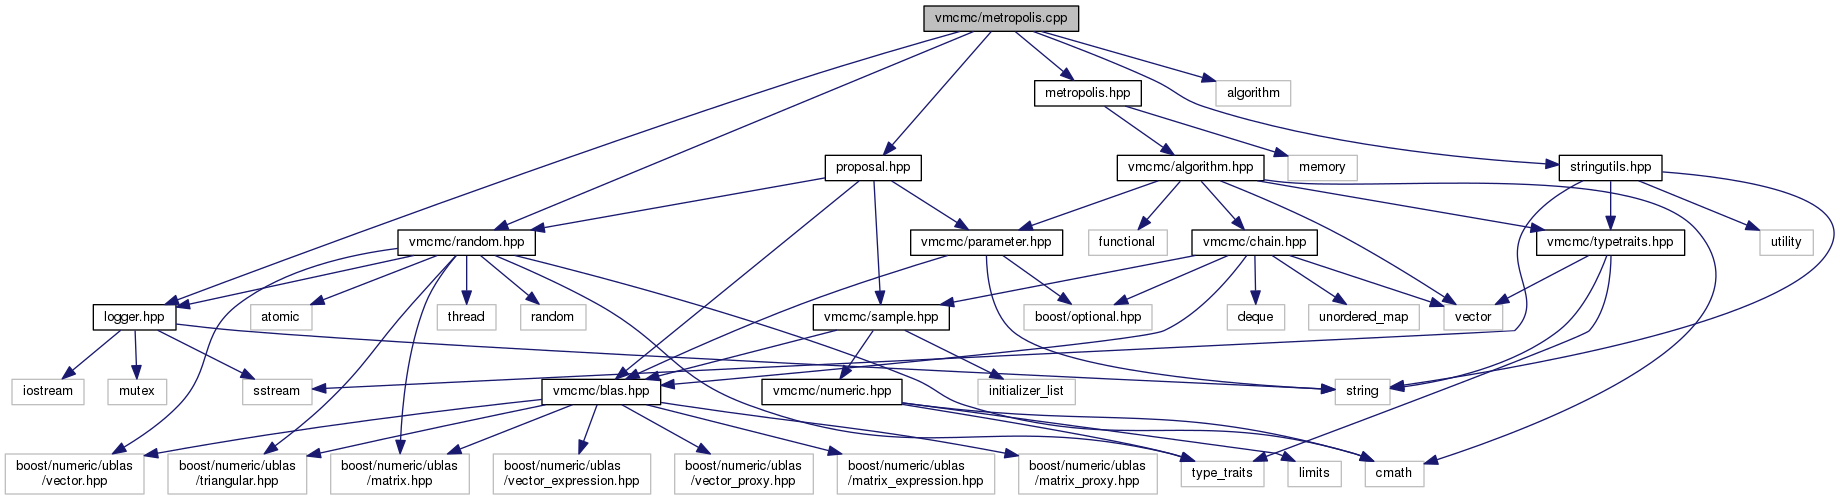 vmcmc/metropolis.cpp
metropolis.hpp
algorithm
proposal.hpp
vmcmc/algorithm.hpp
memory
stringutils.hpp
vmcmc/random.hpp
vmcmc/parameter.hpp
functional
vmcmc/chain.hpp
vmcmc/typetraits.hpp
utility
logger.hpp
atomic
thread
random
vmcmc/sample.hpp
boost/optional.hpp
deque
unordered_map
vector
iostream
mutex
sstream
vmcmc/blas.hpp
vmcmc/numeric.hpp
initializer_list
string
boost/numeric/ublas
/vector.hpp
boost/numeric/ublas
/triangular.hpp
boost/numeric/ublas
/matrix.hpp
boost/numeric/ublas
/vector_expression.hpp
boost/numeric/ublas
/vector_proxy.hpp
boost/numeric/ublas
/matrix_expression.hpp
boost/numeric/ublas
/matrix_proxy.hpp
type_traits
limits
cmath